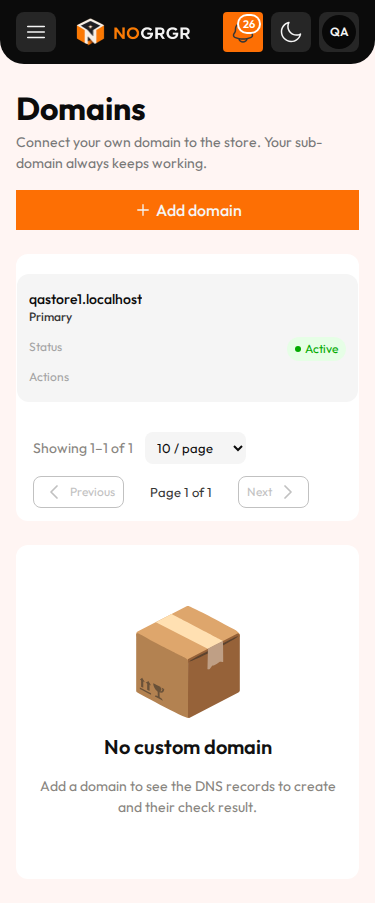 NOGRGR
26
QA
Domains
Connect your own domain to the store. Your sub-
domain always keeps working.
+ Add domain
qastore1.localhost
Primary
Status
Active
Actions
Showing 1–1 of 1
10 / page
Previous
Page 1 of 1
Next
No custom domain
Add a domain to see the DNS records to create
and their check result.